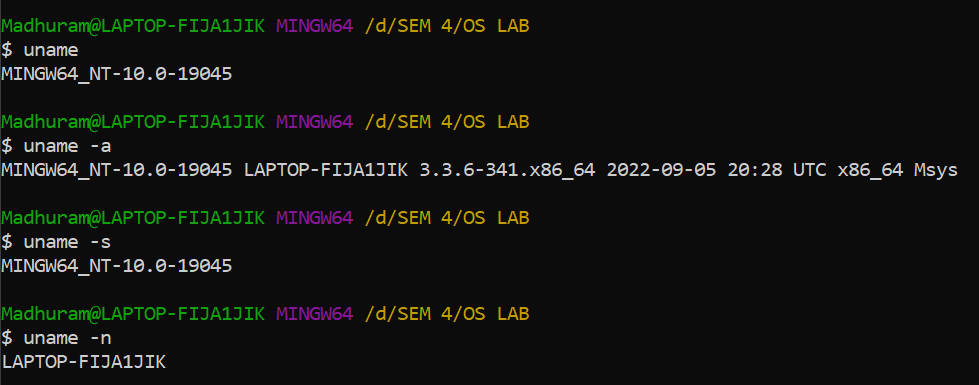 Madhuram@LAPTOP-FIJA1JIK MINGW64 /d/SEM 4/OS LAB
$ uname
MINGW64_NT-10.0-19045
Madhuram@LAPTOP-FIJA1JIK MINGW64 /d/SEM 4/OS LAB
$ uname -a
MINGW64_NT-10.0-19045 LAPTOP-FIJA1JIK 3.3.6-341.x86_64 2022-09-05 20:28 UTC x86_64 Msys
Madhuram@LAPTOP-FIJA1JIK MINGW64 /d/SEM 4/OS LAB
$ uname -s
MINGW64_NT-10.0-19045
Madhuram@LAPTOP-FIJA1JIK MINGW64 /d/SEM 4/OS LAB
$ uname -n
LAPTOP-FIJA1JIK